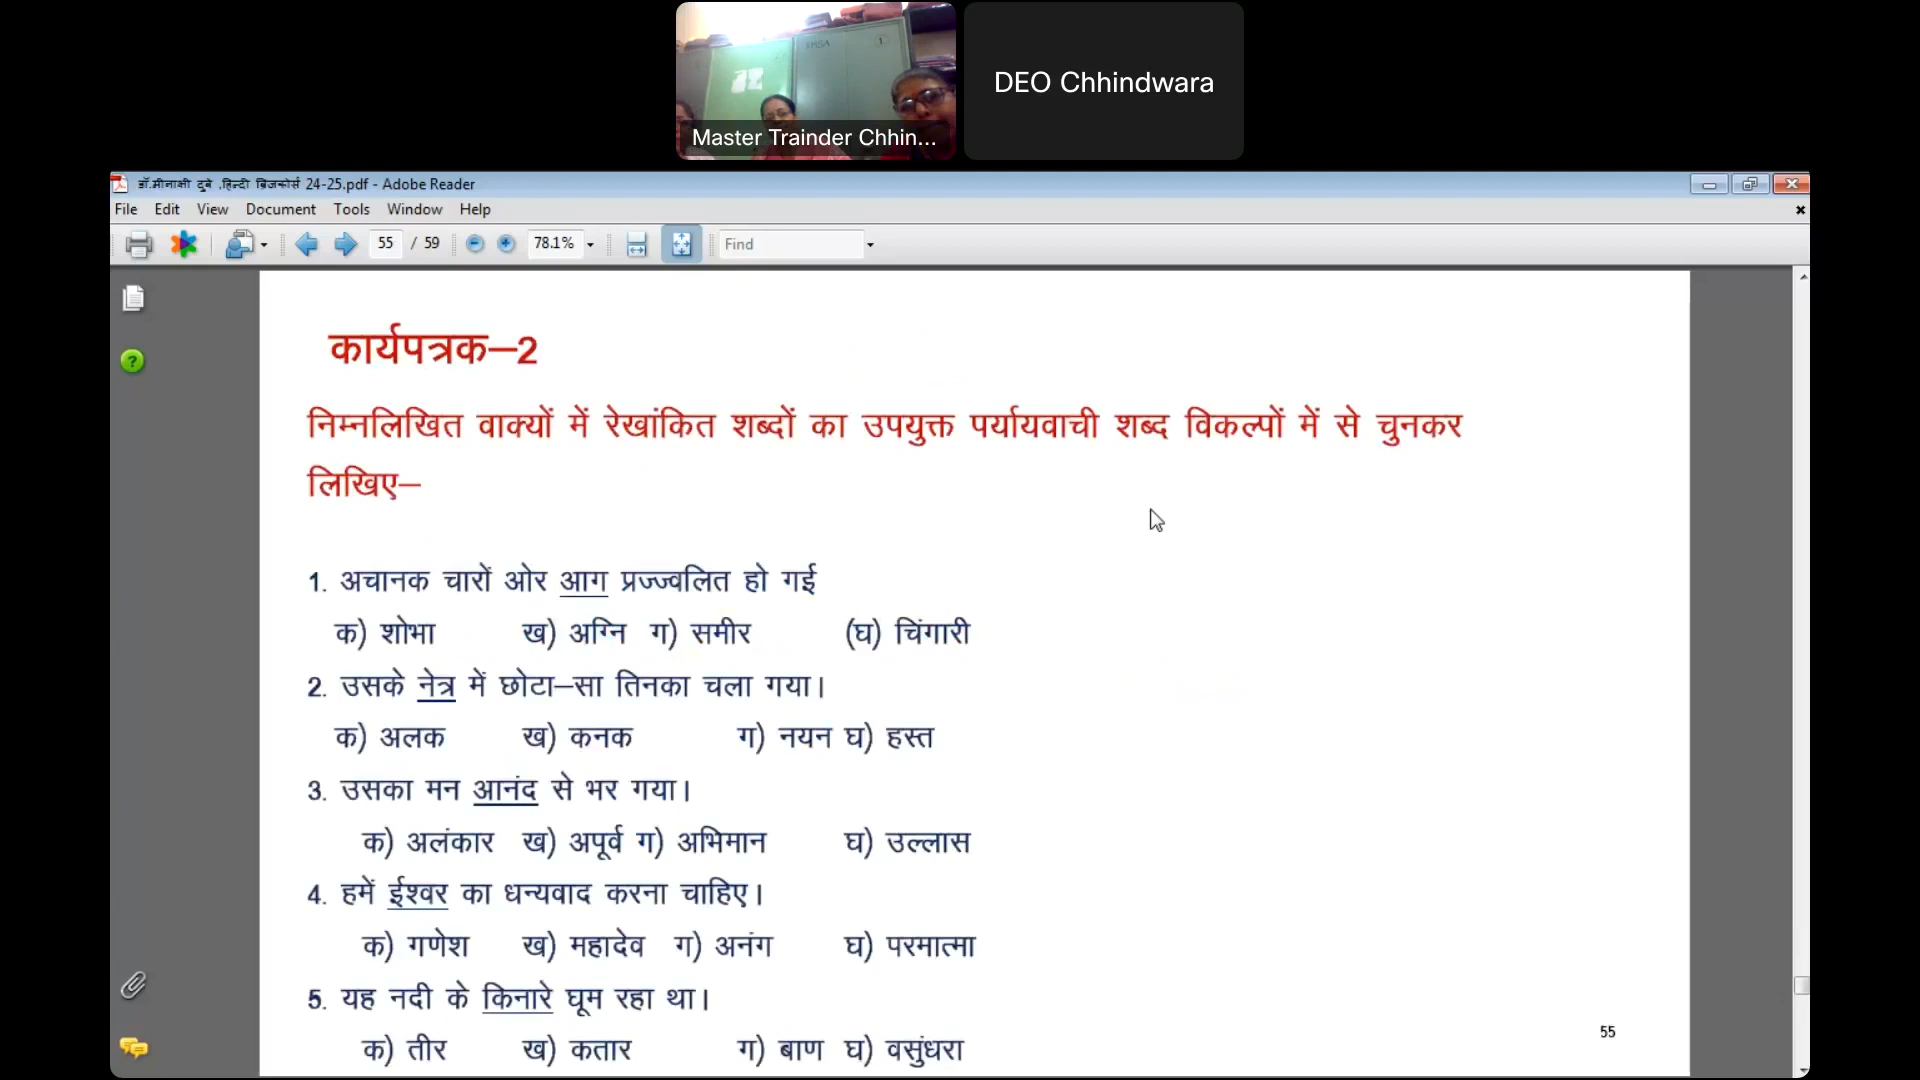 DEO Chhindwara
Master Trainder Chhin...
डॉ.मीनाक्षी दुबे ,हिन्दी ब्रिजकोर्स 24-25.pdf - Adobe Reader
File Edit View Document Tools Window Help
55 / 59 78.1% Find
कार्यपत्रक–2
निम्नलिखित वाक्यों में रेखांकित शब्दों का उपयुक्त पर्यायवाची शब्द विकल्पों में से चुनकर
लिखिए–
1. अचानक चारों ओर आग प्रज्ज्वलित हो गई
क) शोभा ख) अग्नि ग) समीर (घ) चिंगारी
2. उसके नेत्र में छोटा–सा तिनका चला गया।
क) अलक ख) कनक ग) नयन घ) हस्त
3. उसका मन आनंद से भर गया।
क) अलंकार ख) अपूर्व ग) अभिमान घ) उल्लास
4. हमें ईश्वर का धन्यवाद करना चाहिए।
क) गणेश ख) महादेव ग) अनंग घ) परमात्मा
5. यह नदी के किनारे घूम रहा था।
क) तीर ख) कतार ग) बाण घ) वसुंधरा
55